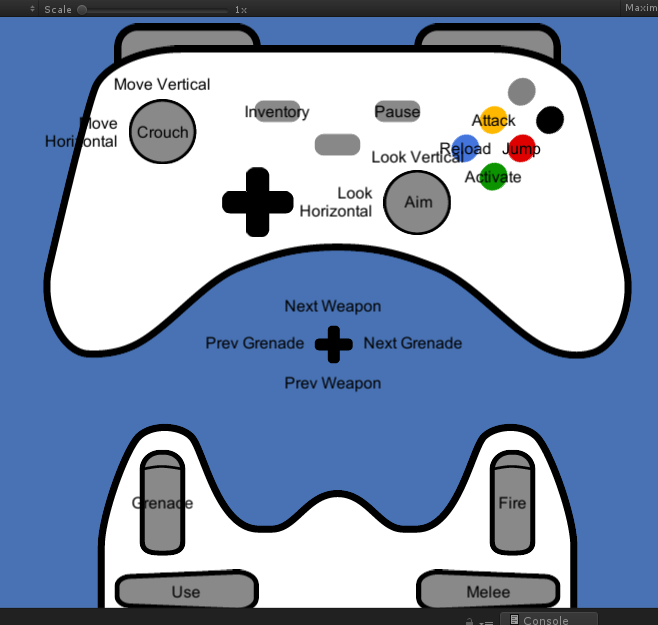 Scale 1x Maxim
Move Vertical
Move
Horizontal
Crouch
Inventory
Pause
Attack
Reload
Jump
Activate
Look Vertical
Look
Horizontal
Aim
Next Weapon
Prev Grenade
Next Grenade
Prev Weapon
Grenade
Fire
Use
Melee
Console